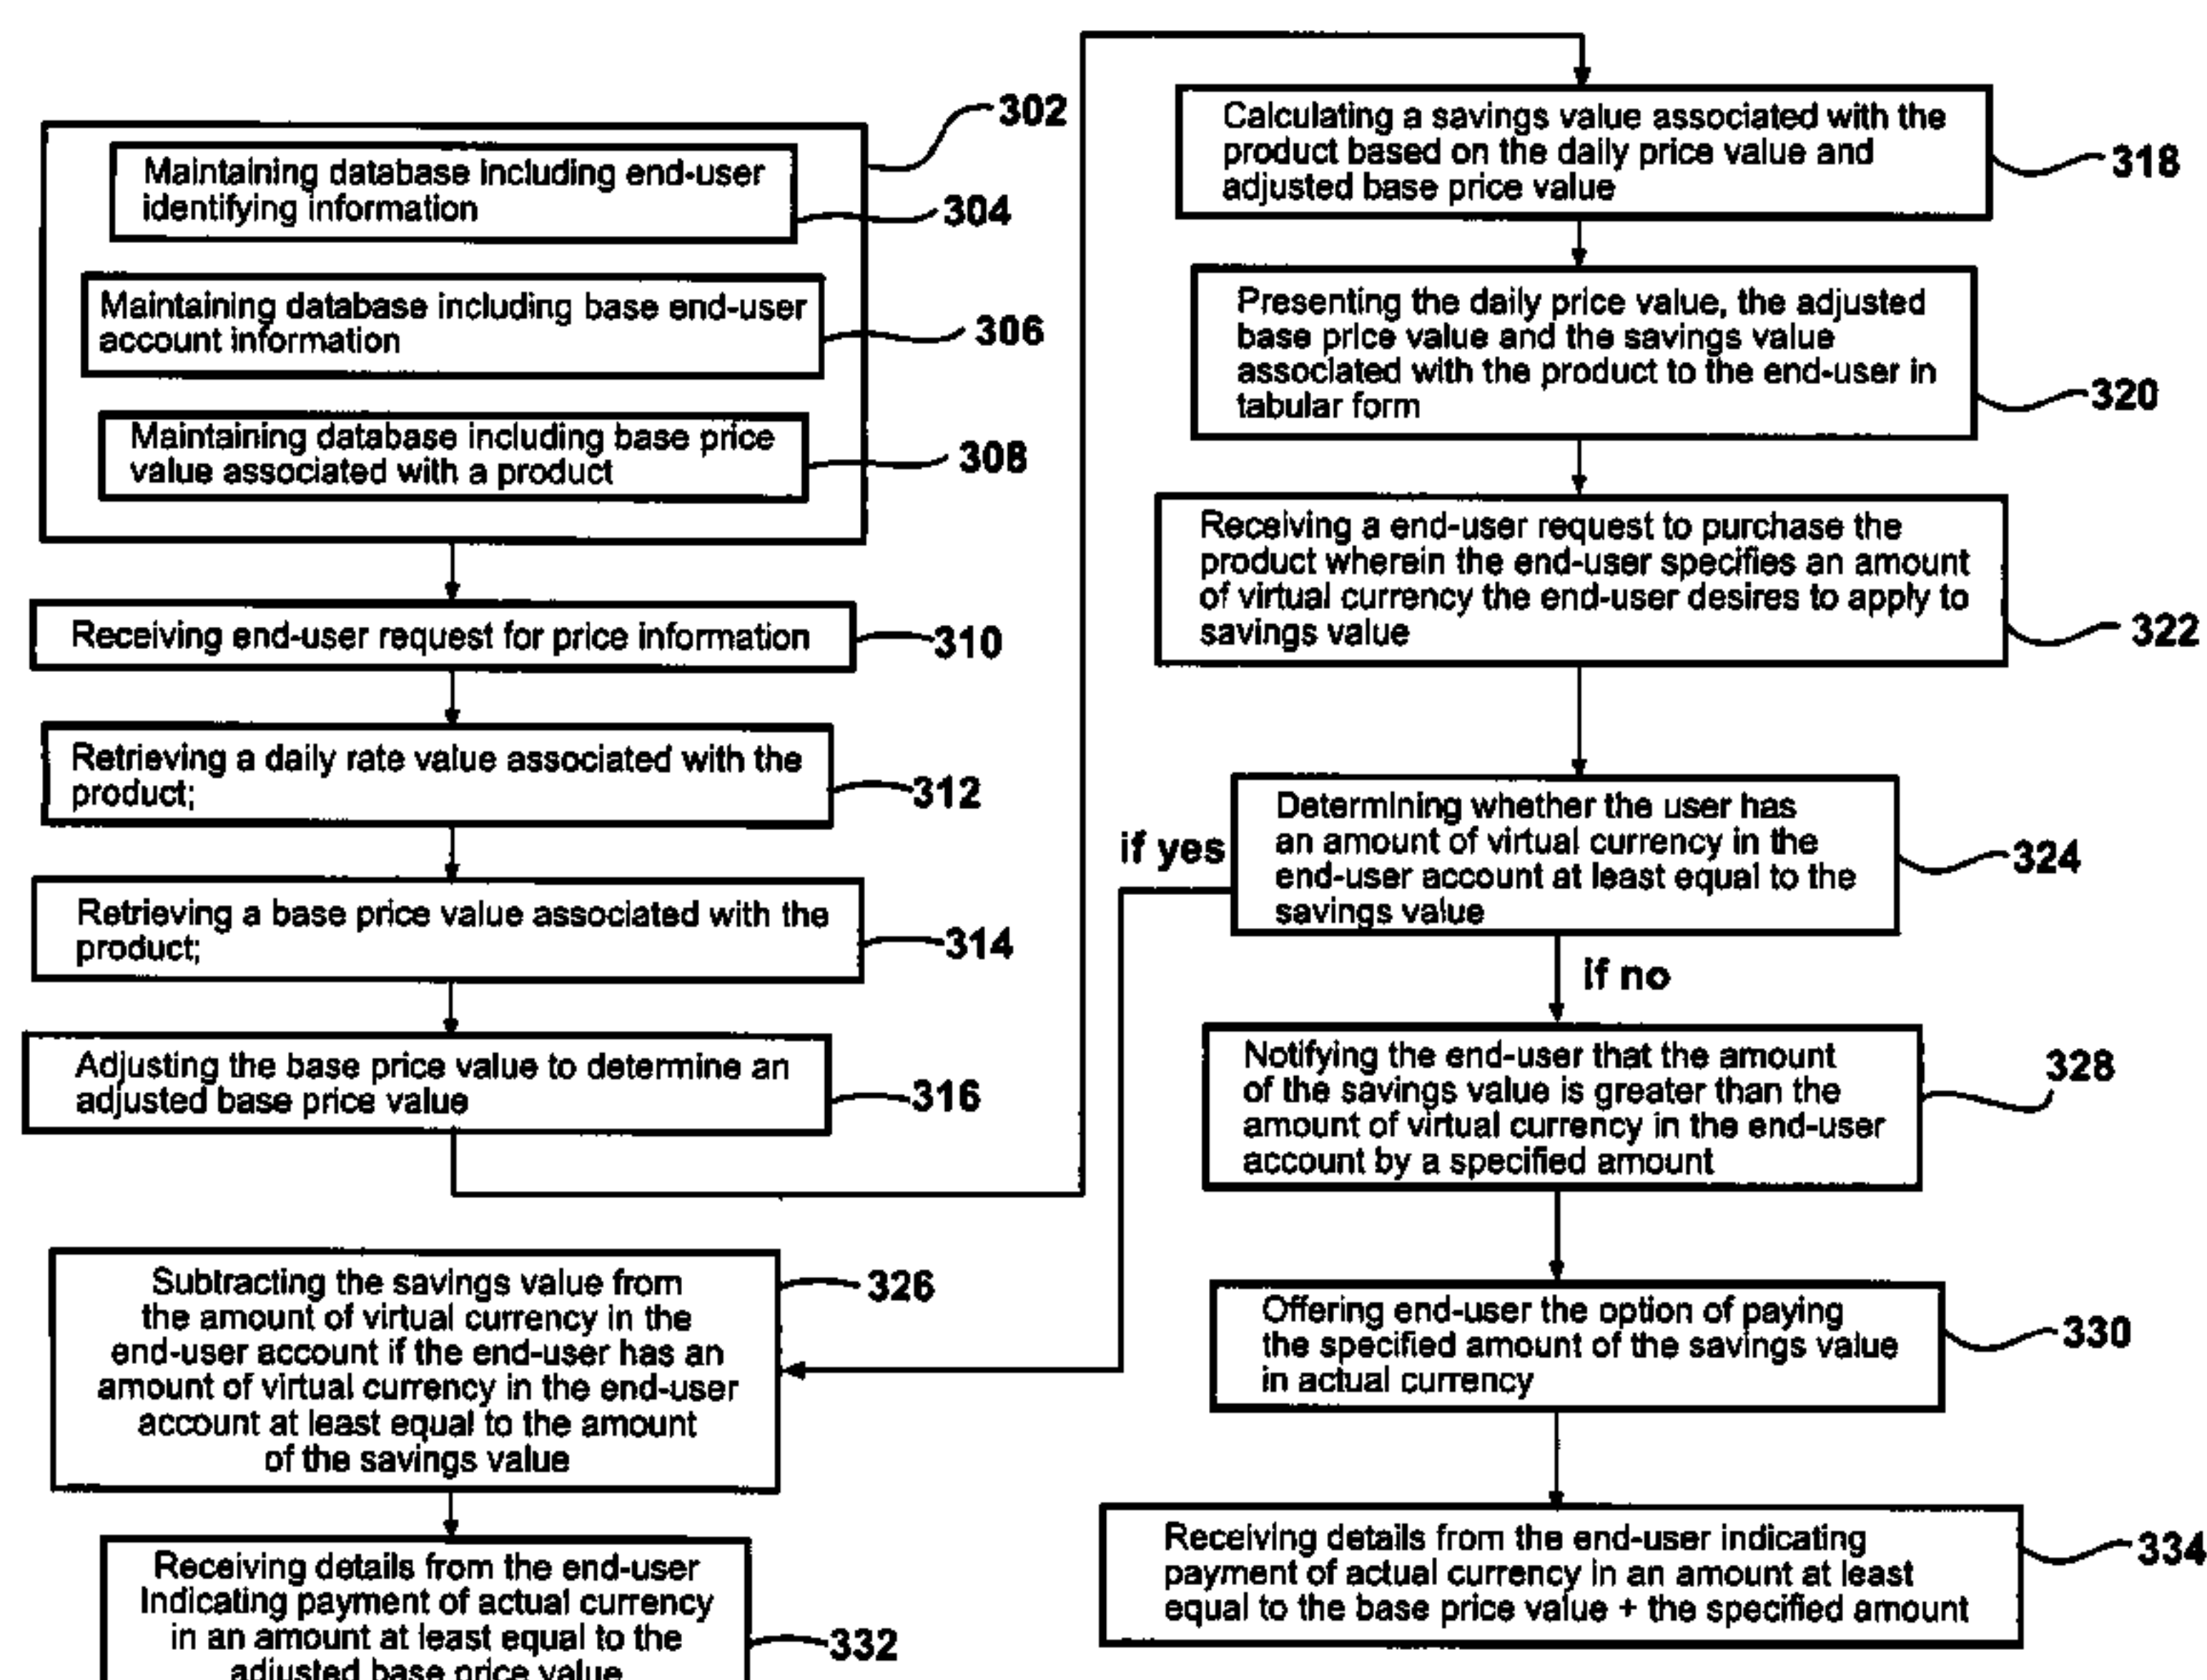 302
Maintaining database including end-user
identifying information
304
Maintaining database including base end-user
account information
306
Maintaining database including base price
value associated with a product
308
Receiving end-user request for price information
310
Retrieving a daily rate value associated with the
product;
312
Retrieving a base price value associated with the
product;
314
Adjusting the base price value to determine an
adjusted base price value
316
Calculating a savings value associated with the
product based on the daily price value and
adjusted base price value
318
Presenting the daily price value, the adjusted
base price value and the savings value
associated with the product to the end-user in
tabular form
320
Receiving a end-user request to purchase the
product wherein the end-user specifies an amount
of virtual currency the end-user desires to apply to
savings value
322
Determining whether the user has
an amount of virtual currency in the
end-user account at least equal to the
savings value
324
if yes
if no
Subtracting the savings value from
the amount of virtual currency in the
end-user account if the end-user has an
amount of virtual currency in the end-user
account at least equal to the amount
of the savings value
326
Notifying the end-user that the amount
of the savings value is greater than the
amount of virtual currency in the end-user
account by a specified amount
328
Offering end-user the option of paying
the specified amount of the savings value
in actual currency
330
Receiving details from the end-user
Indicating payment of actual currency
in an amount at least equal to the
adjusted base price value
332
Receiving details from the end-user indicating
payment of actual currency in an amount at least
equal to the base price value + the specified amount
334